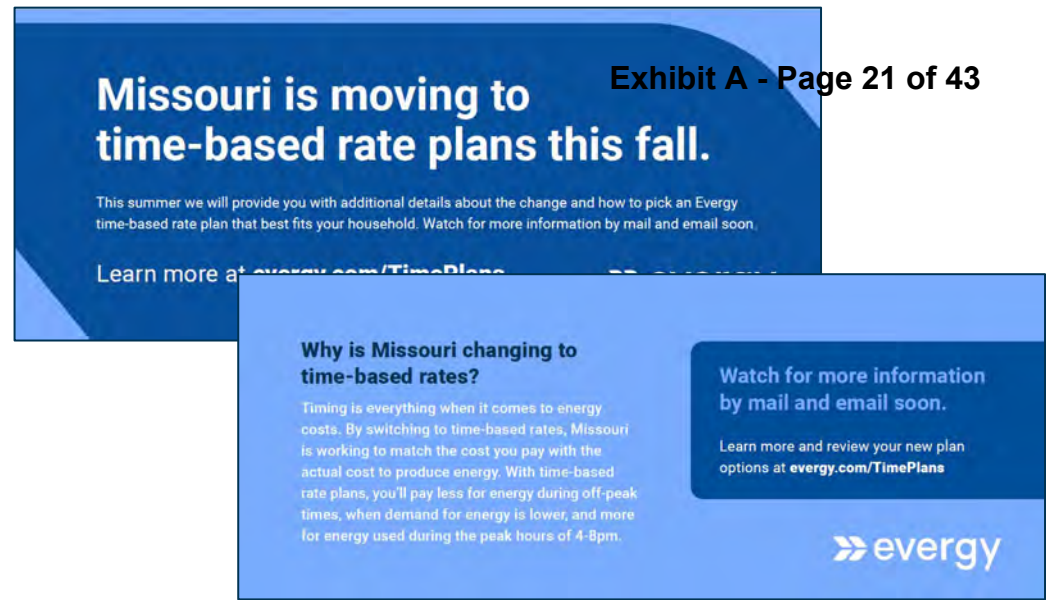 Exhibit A - Page 21 of 43
Missouri is moving to
time-based rate plans this fall.
This summer we will provide you with additional details about the change and how to pick an Evergy
time-based rate plan that best fits your household. Watch for more information by mail and email soon.
Learn more at evergy.com/TimePlans
Why is Missouri changing to
time-based rates?
Timing is everything when it comes to energy
costs. By switching to time-based rates, Missouri
is working to match the cost you pay with the
actual cost to produce energy. With time-based
rate plans, you'll pay less for energy during off-peak
times, when demand for energy is lower, and more
for energy used during the peak hours of 4-8pm.
Watch for more information
by mail and email soon.
Learn more and review your new plan
options at evergy.com/TimePlans
evergy